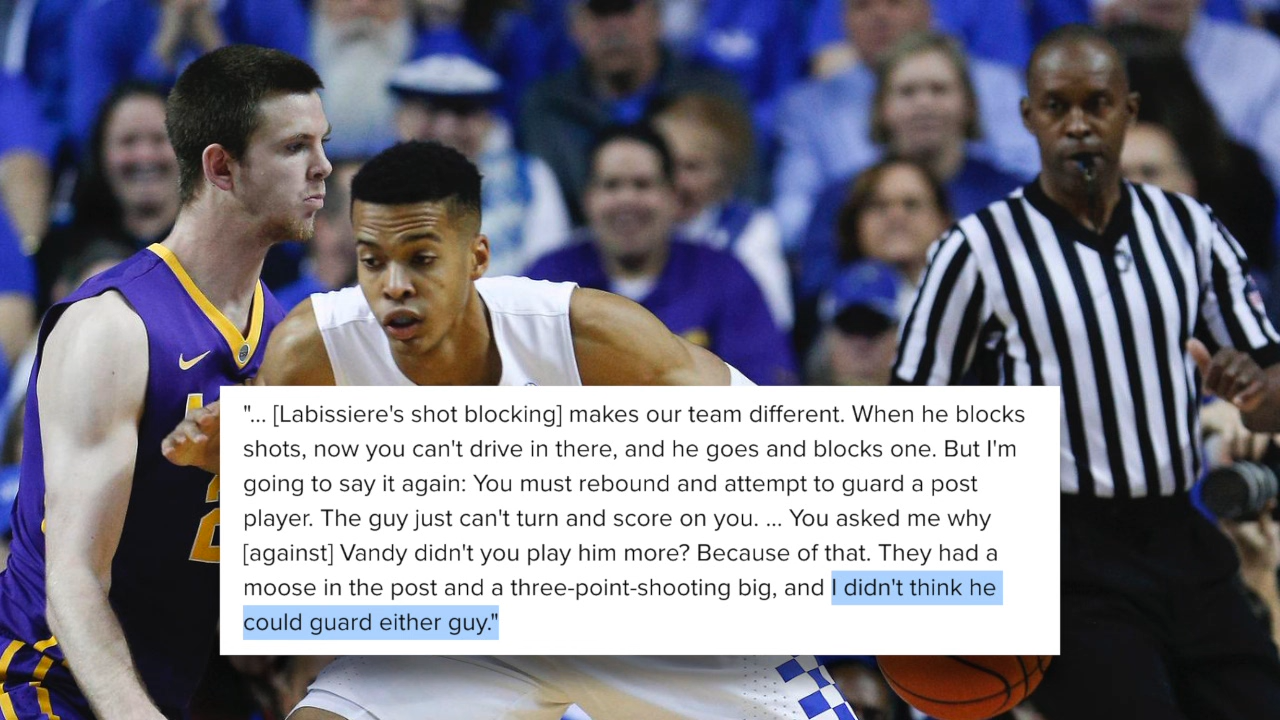 "... [Labissiere's shot blocking] makes our team different. When he blocks
shots, now you can't drive in there, and he goes and blocks one. But I'm
going to say it again: You must rebound and attempt to guard a post
player. The guy just can't turn and score on you. ... You asked me why
[against] Vandy didn't you play him more? Because of that. They had a
moose in the post and a three-point-shooting big, and I didn't think he
could guard either guy."